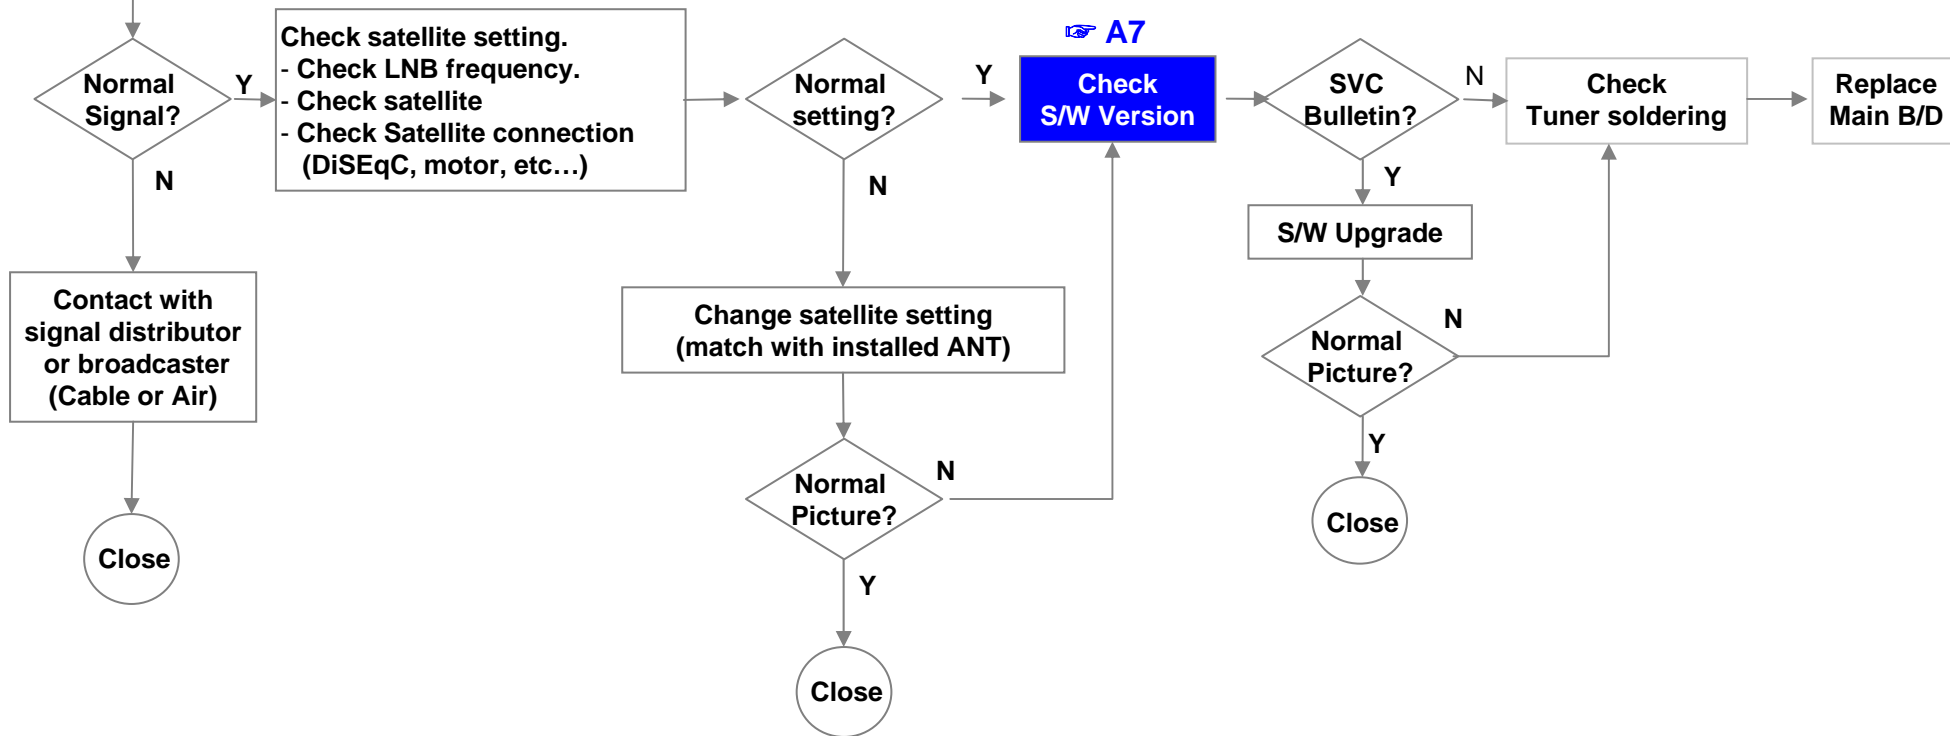 Normal
Signal?
Y
N
Contact with
signal distributor
or broadcaster
(Cable or Air)
Close
Check satellite setting.
- Check LNB frequency.
- Check satellite
- Check Satellite connection
(DiSEqC, motor, etc…)
Normal
setting?
Y
N
Change satellite setting
(match with installed ANT)
Normal
Picture?
N
Y
Close
☞ A7
Check
S/W Version
SVC
Bulletin?
N
Y
S/W Upgrade
Normal
Picture?
N
Y
Close
Check
Tuner soldering
Replace
Main B/D